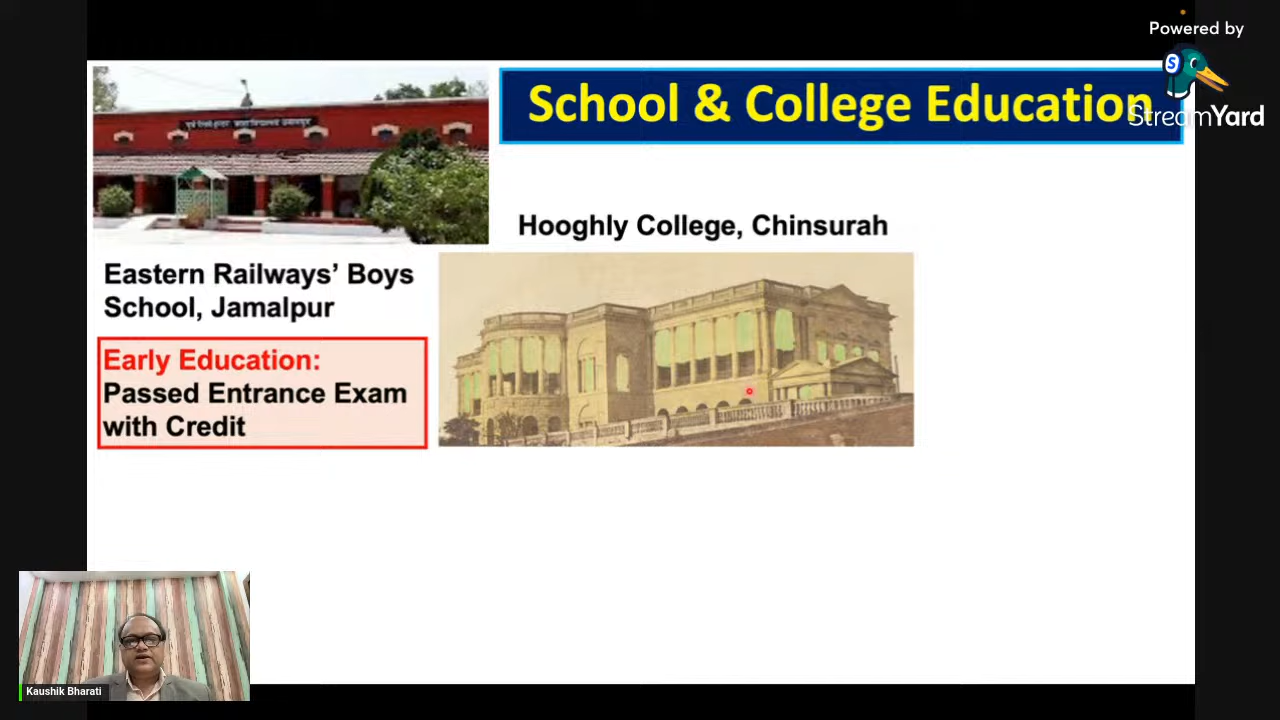 Powered by
StreamYard
School & College Education
Hooghly College, Chinsurah
Eastern Railways’ Boys
School, Jamalpur
Early Education:
Passed Entrance Exam
with Credit
Kaushik Bharati